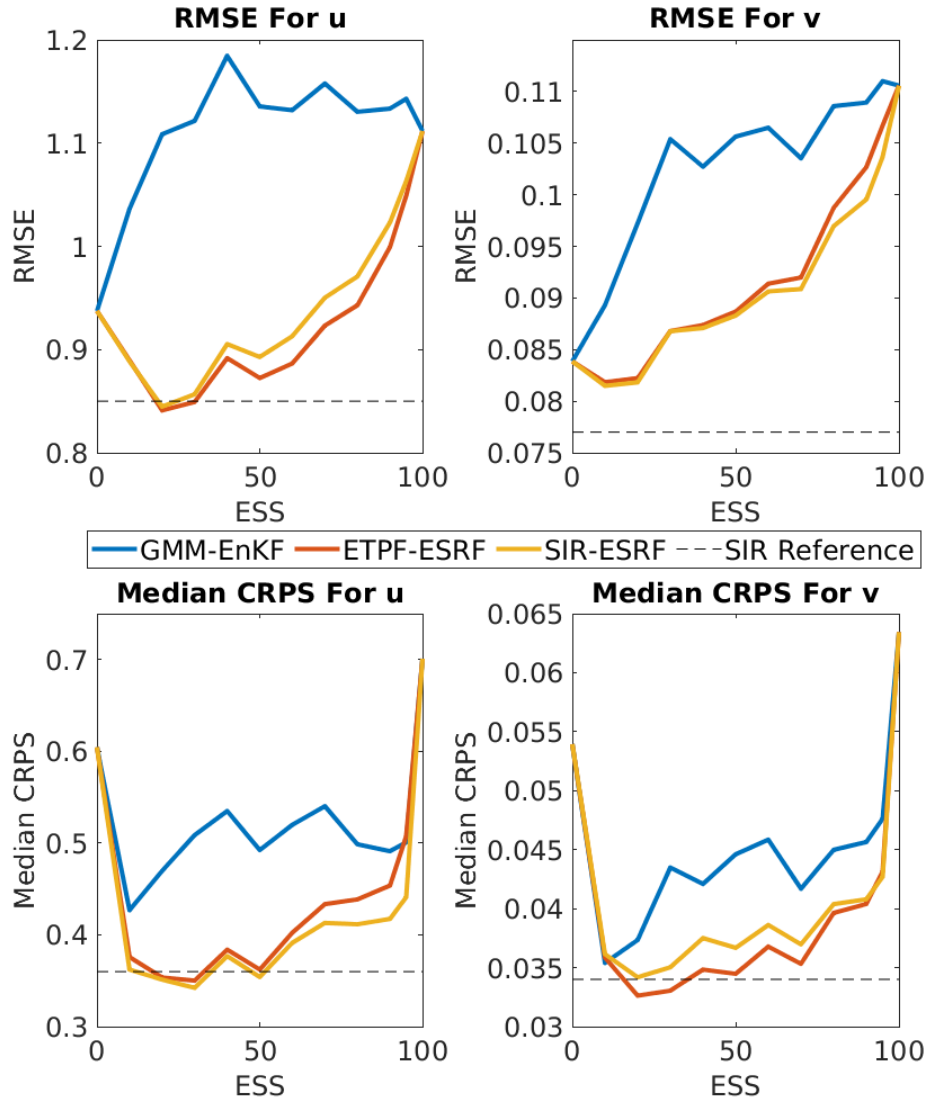 RMSE For u
RMSE For v
1.2
1.1
1
0.9
0.8
RMSE
0
50
100
ESS
0.11
0.105
0.1
0.095
0.09
0.085
0.08
0.075
RMSE
0
50
100
ESS
GMM-EnKF ETPF-ESRF SIR-ESRF SIR Reference
Median CRPS For u
Median CRPS For v
0.7
0.6
0.5
0.4
0.3
Median CRPS
0
50
100
ESS
0.065
0.06
0.055
0.05
0.045
0.04
0.035
0.03
Median CRPS
0
50
100
ESS